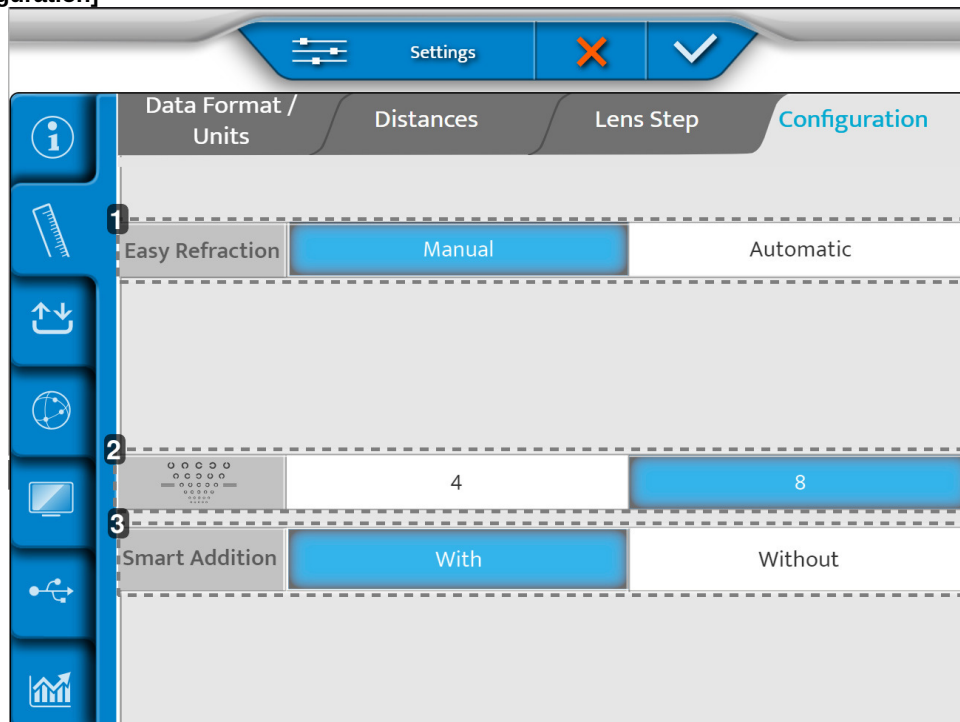 guration]
Settings
Data Format /
Units
Distances
Lens Step
Configuration
1
Easy Refraction
Manual
Automatic
2
4
8
3
Smart Addition
With
Without